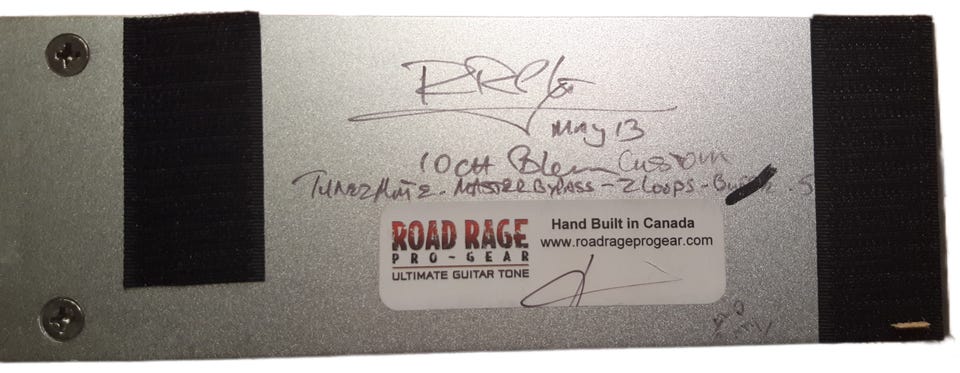 RRPG
May 13
10CH Blem Custom
TUNER MUTE - MASTER BYPASS - 2 LOOPS -
ROAD RAGE
PRO-GEAR
ULTIMATE GUITAR TONE
Hand Built in Canada
www.roadrageprogear.com